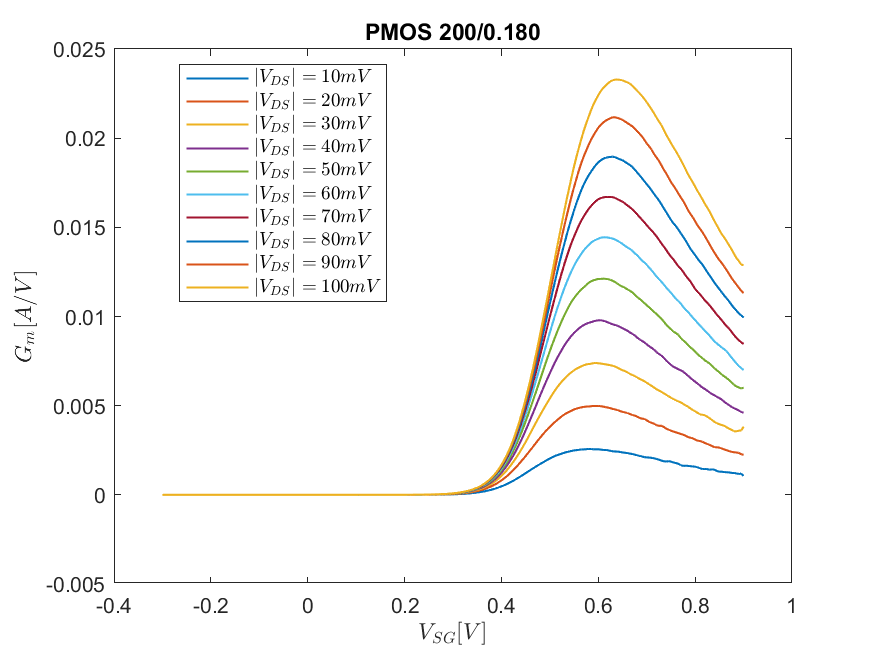 PMOS 200/0.180
0.025
0.02
0.015
0.01
0.005
0
-0.005
G_m[A/V]
|V_DS| = 10mV
|V_DS| = 20mV
|V_DS| = 30mV
|V_DS| = 40mV
|V_DS| = 50mV
|V_DS| = 60mV
|V_DS| = 70mV
|V_DS| = 80mV
|V_DS| = 90mV
|V_DS| = 100mV
-0.4 -0.2 0 0.2 0.4 0.6 0.8 1
V_SG[V]